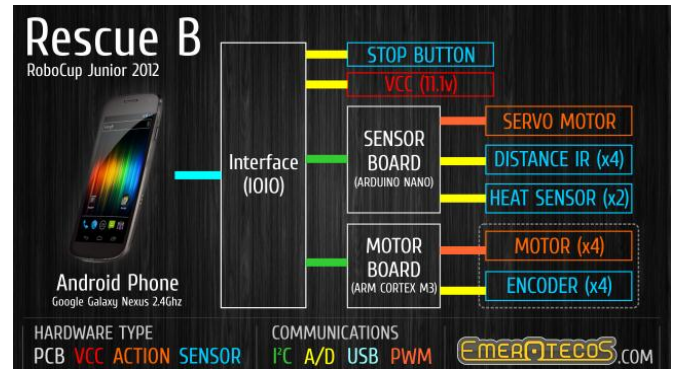 Rescue B
RoboCup Junior 2012
Android Phone
Google Galaxy Nexus 2.4Ghz
Interface
(IOIO)
STOP BUTTON
VCC (11.1v)
SENSOR
BOARD
(ARDUINO NANO)
SERVO MOTOR
DISTANCE IR (x4)
HEAT SENSOR (x2)
MOTOR
BOARD
(ARM CORTEX M3)
MOTOR (x4)
ENCODER (x4)
HARDWARE TYPE
PCB VCC ACTION SENSOR
COMMUNICATIONS
I²C A/D USB PWM
EMEROTECOS.COM